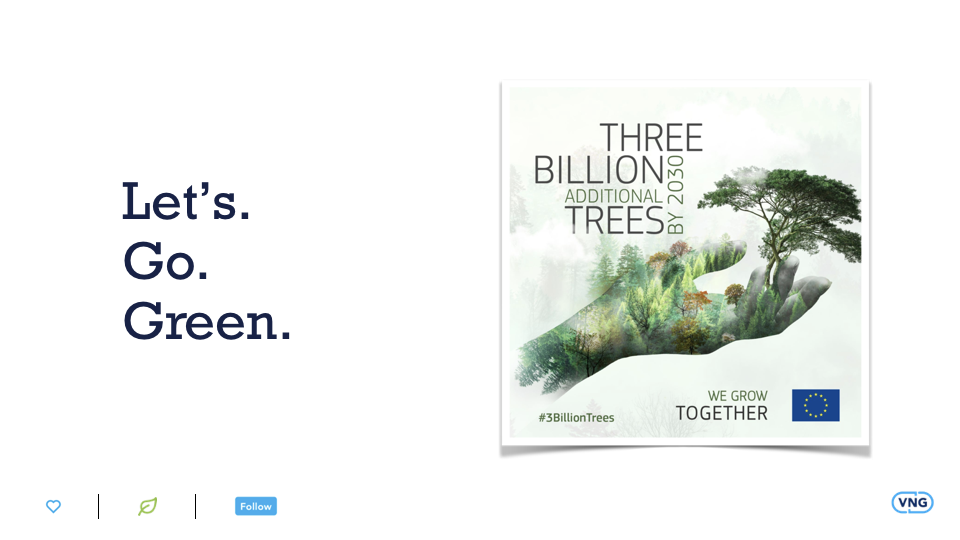 Let’s.
Go.
Green.
THREE
BILLION
ADDITIONAL
TREES
BY 2030
WE GROW
TOGETHER
#3BillionTrees
Follow
VNG